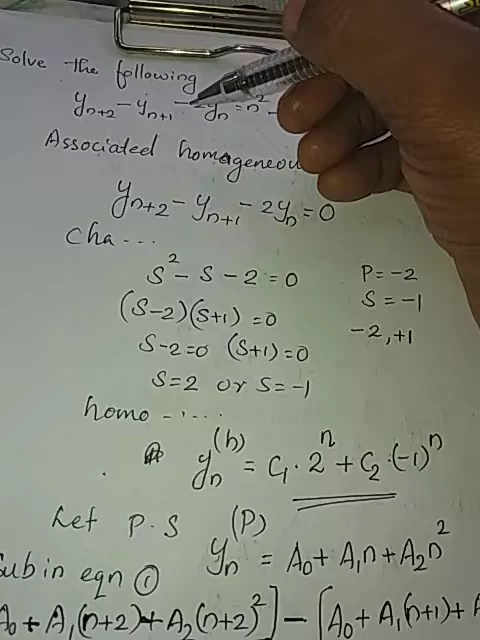 Solve the following
yₙ₊₂ - yₙ₊₁ - yₙ = n² -
Associated homogeneou
yₙ₊₂ - yₙ₊₁ - 2yₙ = 0
Cha...
S² - S - 2 = 0 P = -2
(S-2)(S+1) = 0 S = -1
S-2=0 (S+1)=0 -2, +1
S=2 or S=-1
homo -....
yₙ⁽ʰ⁾ = C₁·2ⁿ + C₂·(-1)ⁿ
Let P.S yₙ⁽ᴾ⁾ = A₀ + A₁n + A₂n²
Sub in eqn ①
A₀ + A₁(n+2) + A₂(n+2)²] - [A₀ + A₁(n+1) + A